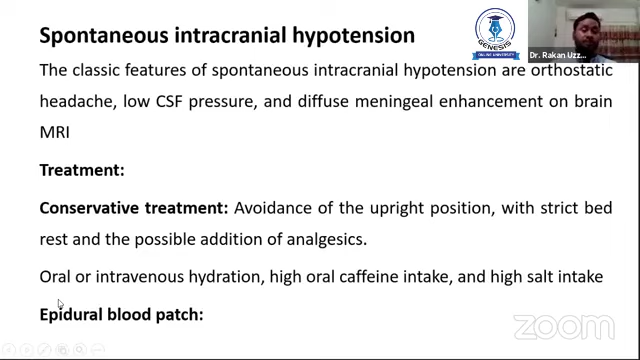 Spontaneous intracranial hypotension
The classic features of spontaneous intracranial hypotension are orthostatic
headache, low CSF pressure, and diffuse meningeal enhancement on brain
MRI
Treatment:
Conservative treatment: Avoidance of the upright position, with strict bed
rest and the possible addition of analgesics.
Oral or intravenous hydration, high oral caffeine intake, and high salt intake
Epidural blood patch:
GENESIS
ONLINE UNIVERSITY
Dr. Rakan Uzz...
zoom